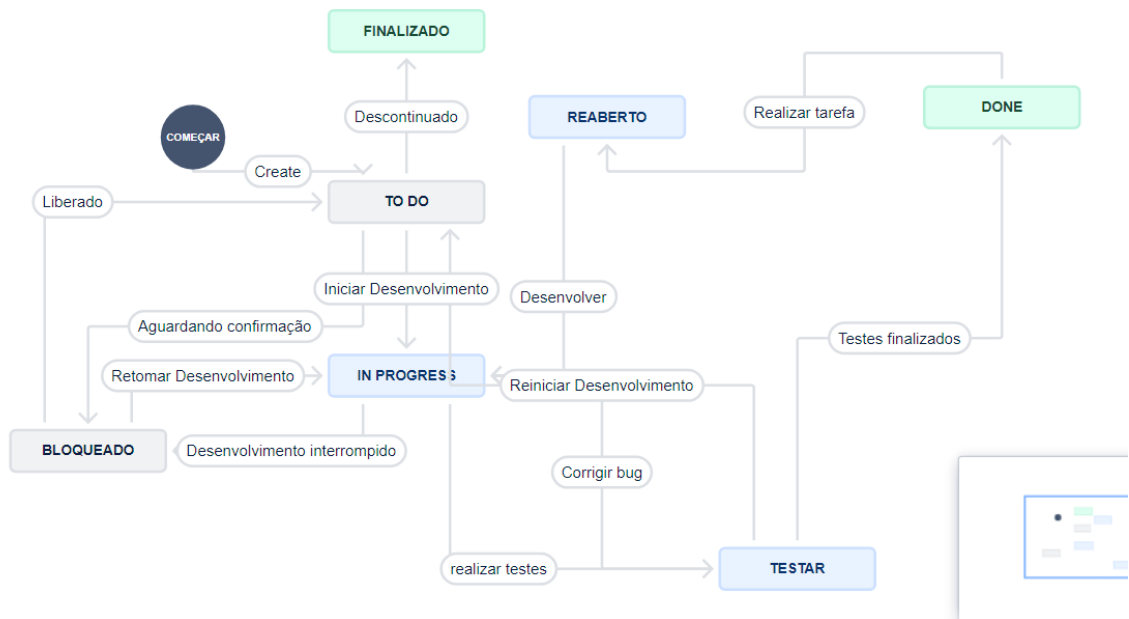 FINALIZADO
DONE
Realizar tarefa
Descontinuado
REABERTO
COMEÇAR
Create
TO DO
Liberado
Iniciar Desenvolvimento
Desenvolver
Aguardando confirmação
Testes finalizados
Retomar Desenvolvimento
IN PROGRESS
Reiniciar Desenvolvimento
BLOQUEADO
Desenvolvimento interrompido
Corrigir bug
realizar testes
TESTAR